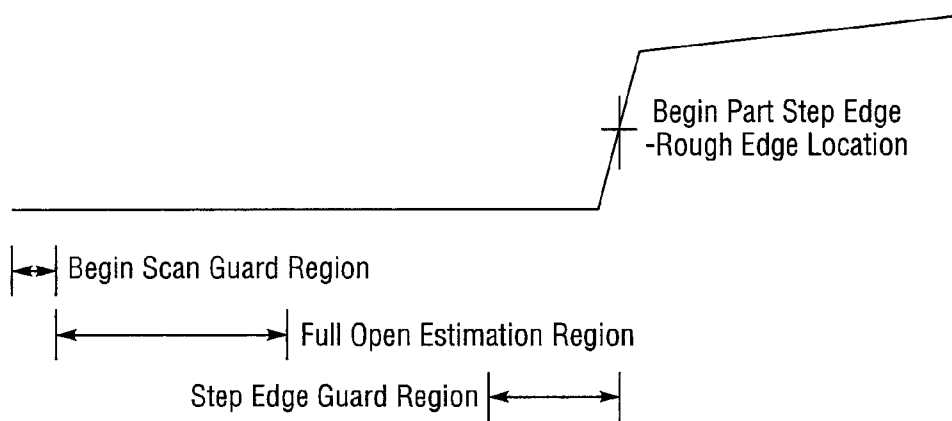 Begin Part Step Edge
-Rough Edge Location
Begin Scan Guard Region
Full Open Estimation Region
Step Edge Guard Region